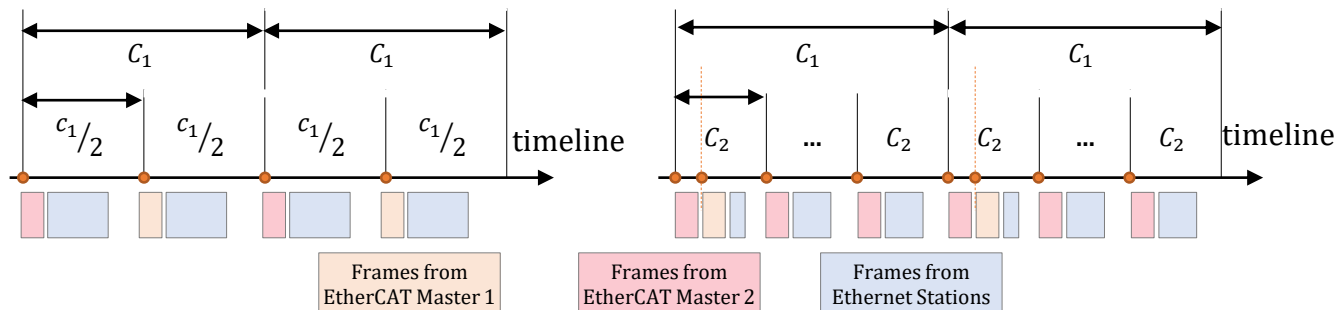 C₁ C₁ C₁ C₁
c₁/2 c₁/2 c₁/2 c₁/2 timeline C₂ ... C₂ C₂ ... C₂ timeline
Frames from
EtherCAT Master 1
Frames from
EtherCAT Master 2
Frames from
Ethernet Stations